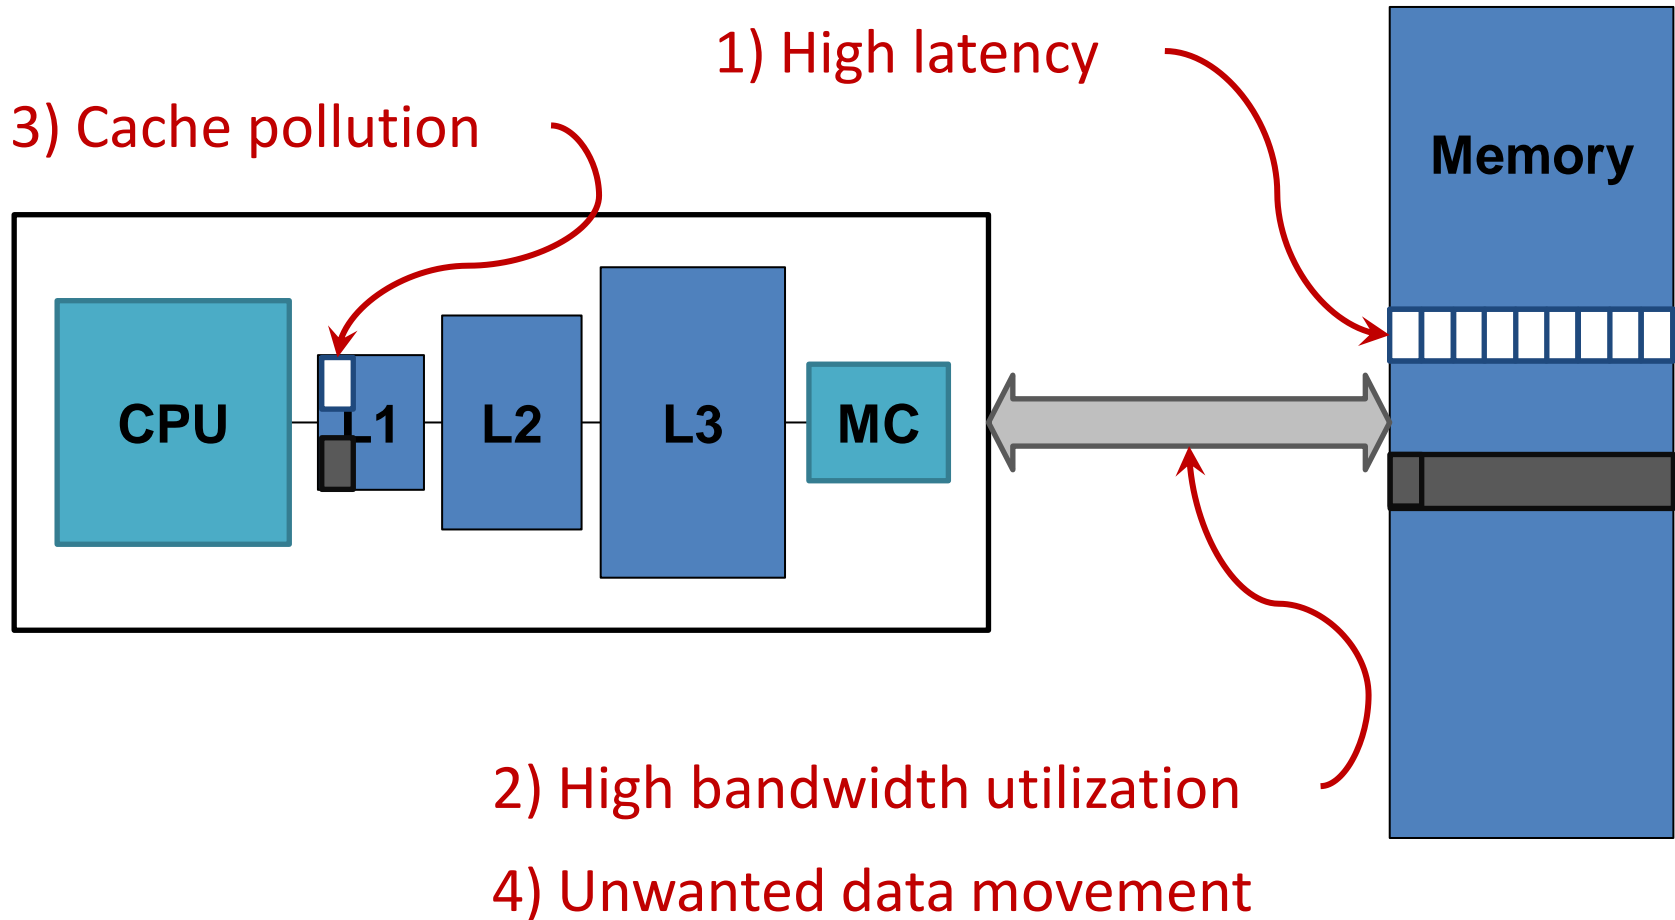 1) High latency
3) Cache pollution
Memory
CPU
L1
L2
L3
MC
2) High bandwidth utilization
4) Unwanted data movement